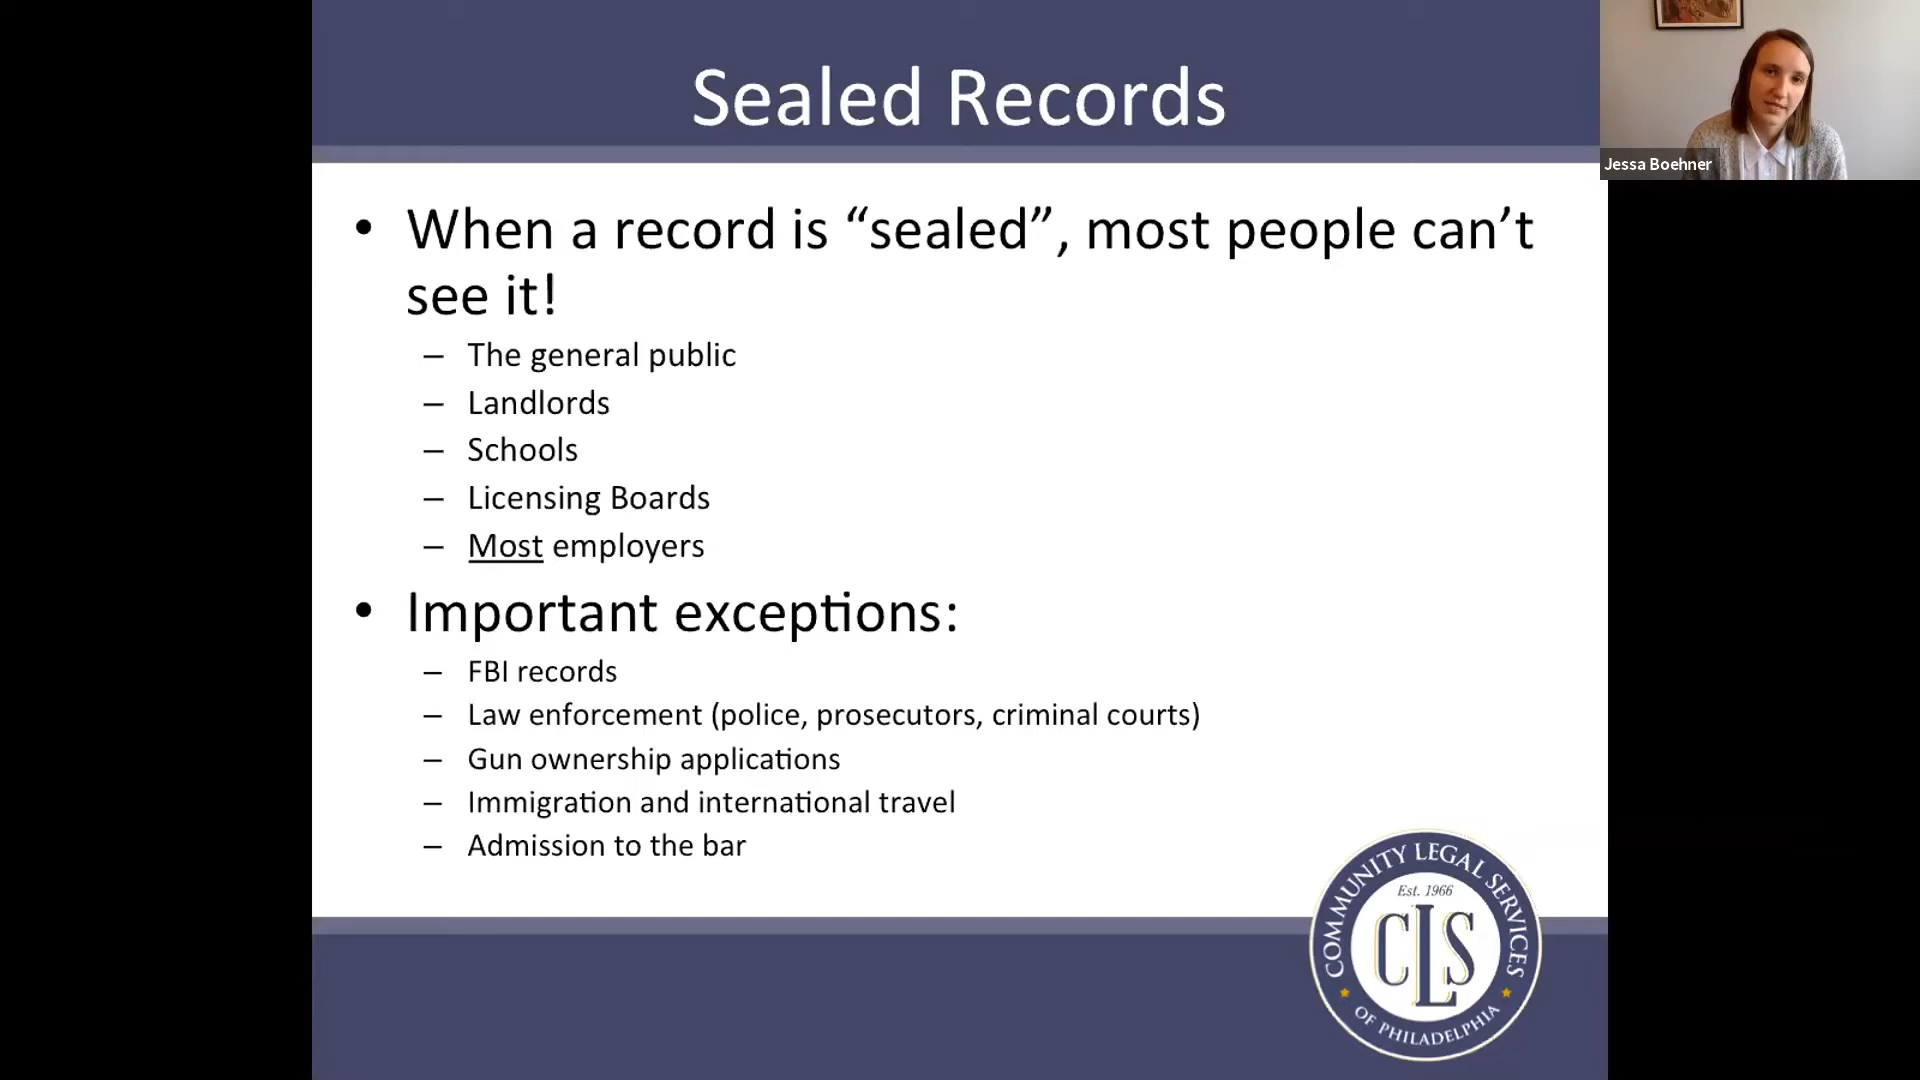 Sealed Records
Jessa Boehner
• When a record is “sealed”, most people can’t
see it!
– The general public
– Landlords
– Schools
– Licensing Boards
– Most employers
• Important exceptions:
– FBI records
– Law enforcement (police, prosecutors, criminal courts)
– Gun ownership applications
– Immigration and international travel
– Admission to the bar
COMMUNITY LEGAL SERVICES
Est. 1966
CLS
OF PHILADELPHIA